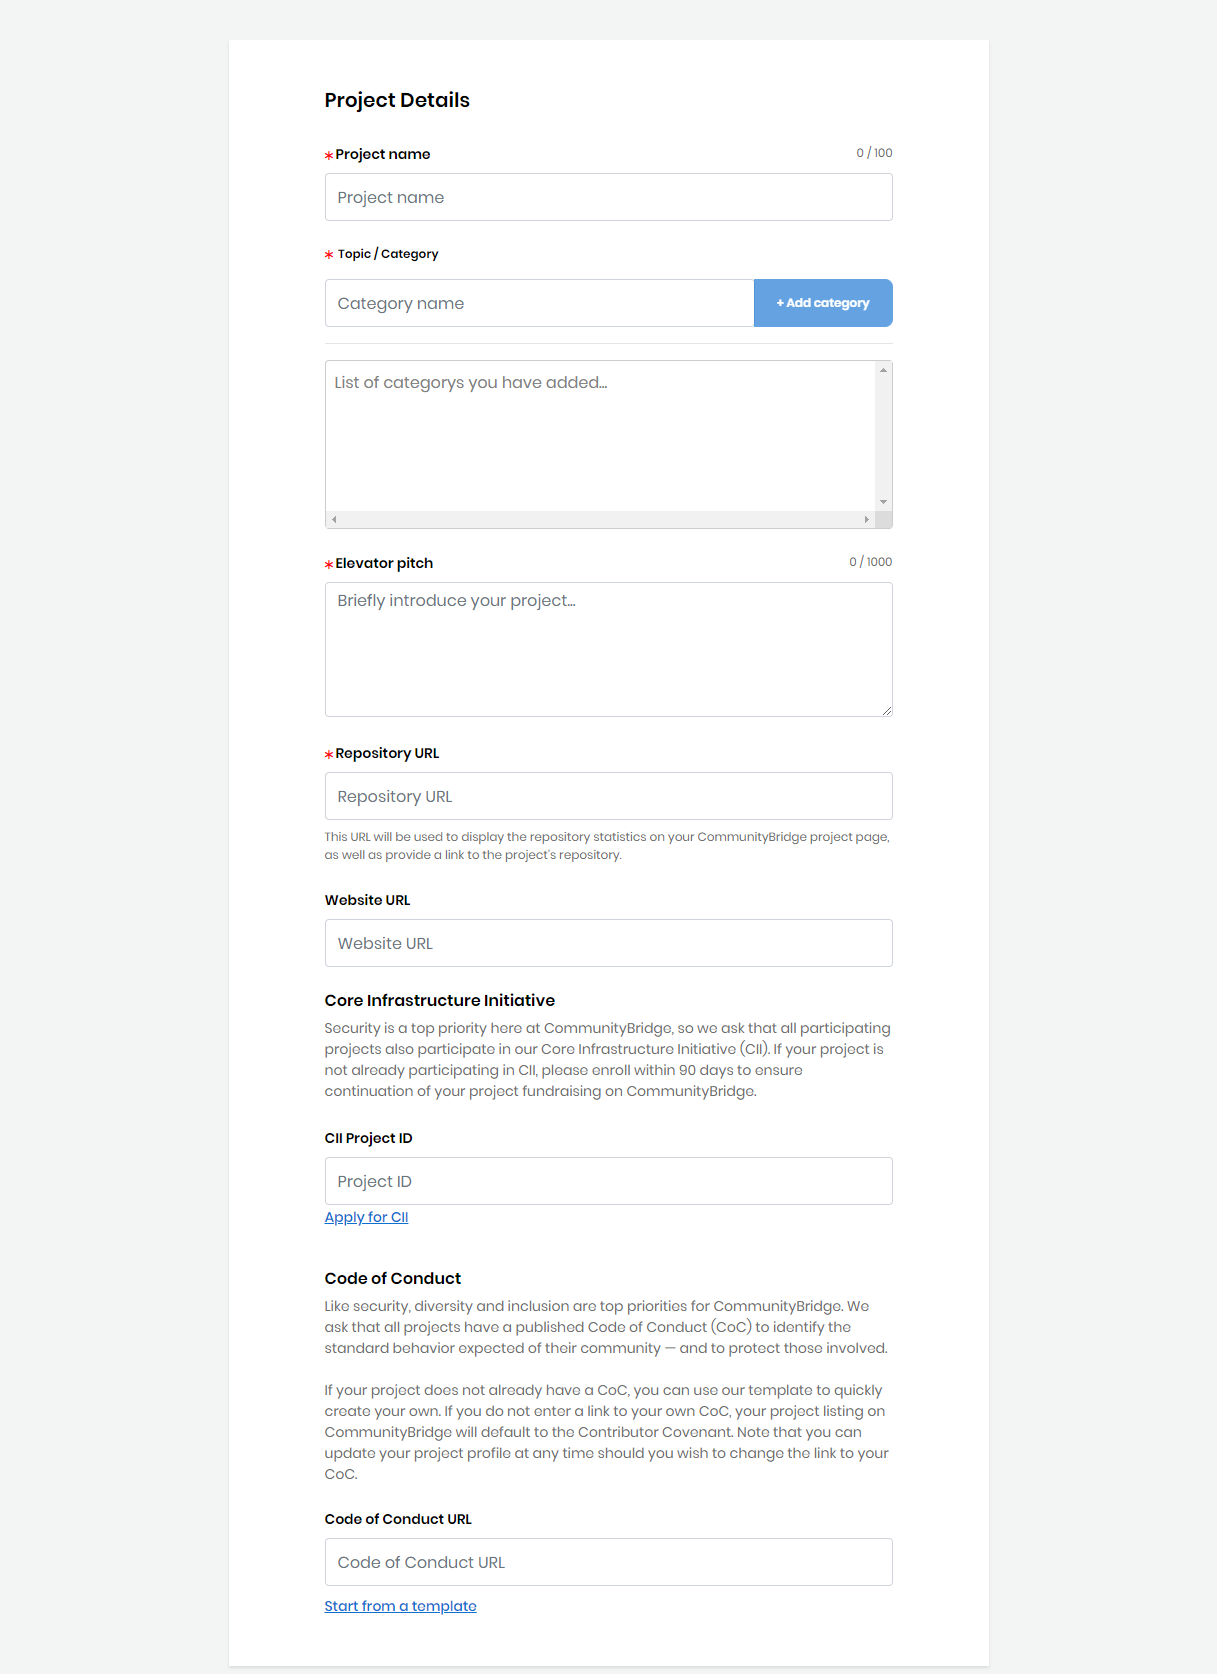 Project Details
*Project name
0 / 100
Project name
* Topic / Category
Category name
+ Add category
List of categorys you have added...
*Elevator pitch
0 / 1000
Briefly introduce your project...
*Repository URL
Repository URL
This URL will be used to display the repository statistics on your CommunityBridge project page,
as well as provide a link to the project's repository.
Website URL
Website URL
Core Infrastructure Initiative
Security is a top priority here at CommunityBridge, so we ask that all participating
projects also participate in our Core Infrastructure Initiative (CII). If your project is
not already participating in CII, please enroll within 90 days to ensure
continuation of your project fundraising on CommunityBridge.
CII Project ID
Project ID
Apply for CII
Code of Conduct
Like security, diversity and inclusion are top priorities for CommunityBridge. We
ask that all projects have a published Code of Conduct (CoC) to identify the
standard behavior expected of their community — and to protect those involved.
If your project does not already have a CoC, you can use our template to quickly
create your own. If you do not enter a link to your own CoC, your project listing on
CommunityBridge will default to the Contributor Covenant. Note that you can
update your project profile at any time should you wish to change the link to your
CoC.
Code of Conduct URL
Code of Conduct URL
Start from a template